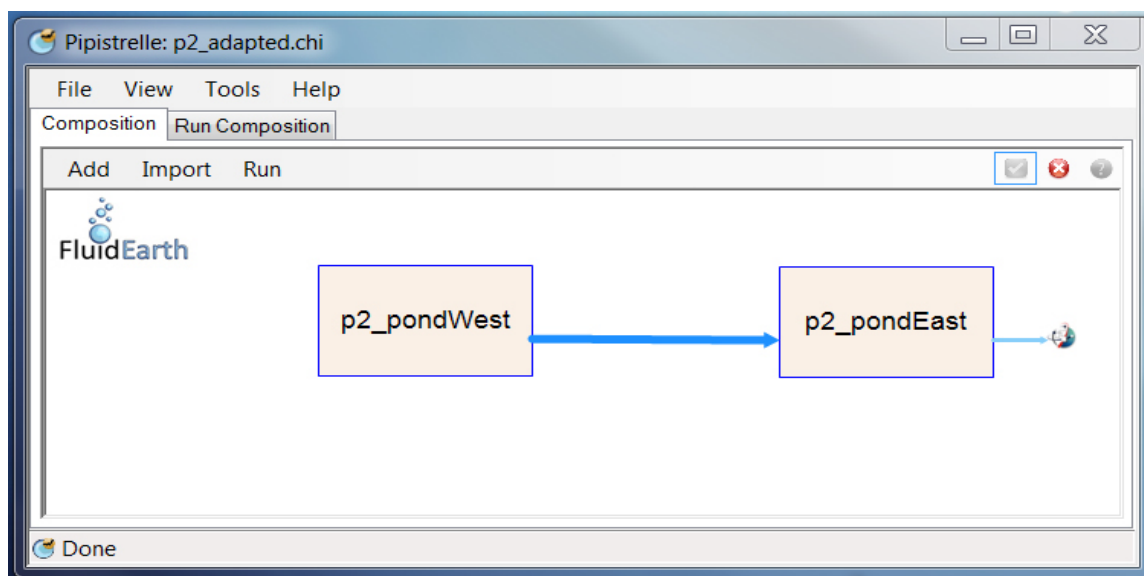 Pipistrelle: p2_adapted.chi
File View Tools Help
Composition Run Composition
Add Import Run
FluidEarth
p2_pondWest
p2_pondEast
Done